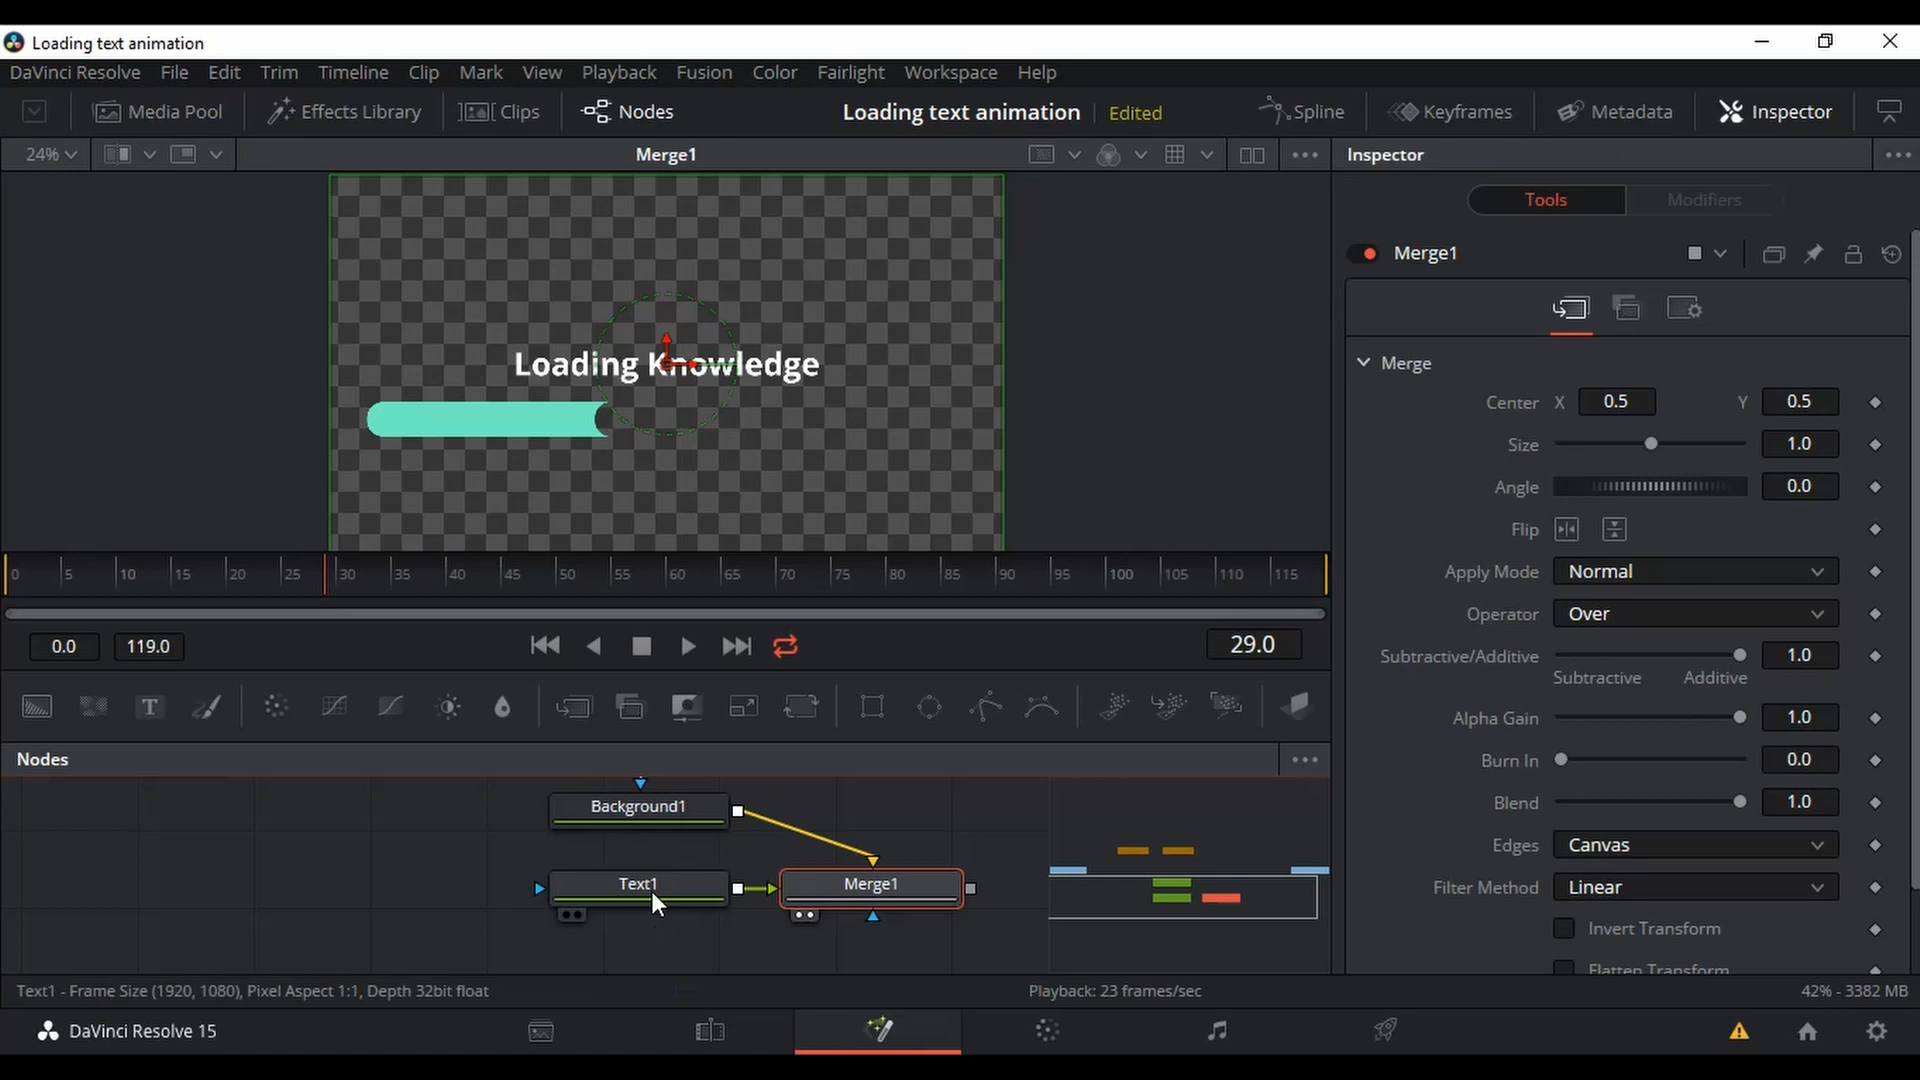 Loading text animation
DaVinci Resolve File Edit Trim Timeline Clip Mark View Playback Fusion Color Fairlight Workspace Help
Media Pool Effects Library Clips Nodes Loading text animation Edited Spline Keyframes Metadata Inspector
24% Merge1 Inspector
Tools Modifiers
Merge1
Loading Knowledge
Merge
Center X 0.5 Y 0.5
Size 1.0
Angle 0.0
Flip
Apply Mode Normal
Operator Over
Subtractive/Additive 1.0
Subtractive Additive
Alpha Gain 1.0
Burn In 0.0
Blend 1.0
Edges Canvas
Filter Method Linear
Invert Transform
Flatten Transform
0 5 10 15 20 25 30 35 40 45 50 55 60 65 70 75 80 85 90 95 100 105 110 115
0.0 119.0 29.0
T
Nodes
Background1
Text1 Merge1
Text1 - Frame Size (1920, 1080), Pixel Aspect 1:1, Depth 32bit float Playback: 23 frames/sec 42% - 3382 MB
DaVinci Resolve 15